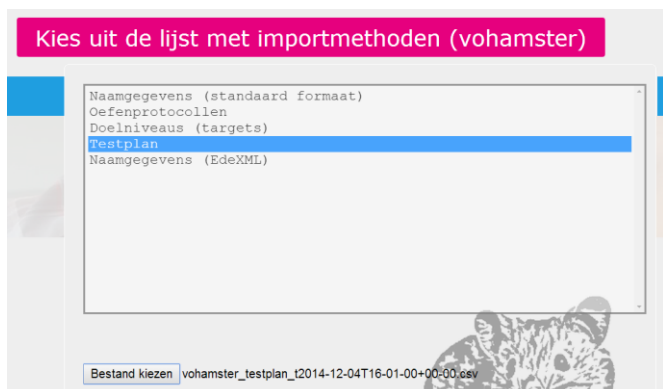 Kies uit de lijst met importmethoden (vohamster)
Naamgegevens (standaard formaat)
Oefenprotocollen
Doelniveaus (targets)
Testplan
Naamgegevens (EdeXML)
Bestand kiezen vohamster_testplan_t2014-12-04T16-01-00+00-00.csv